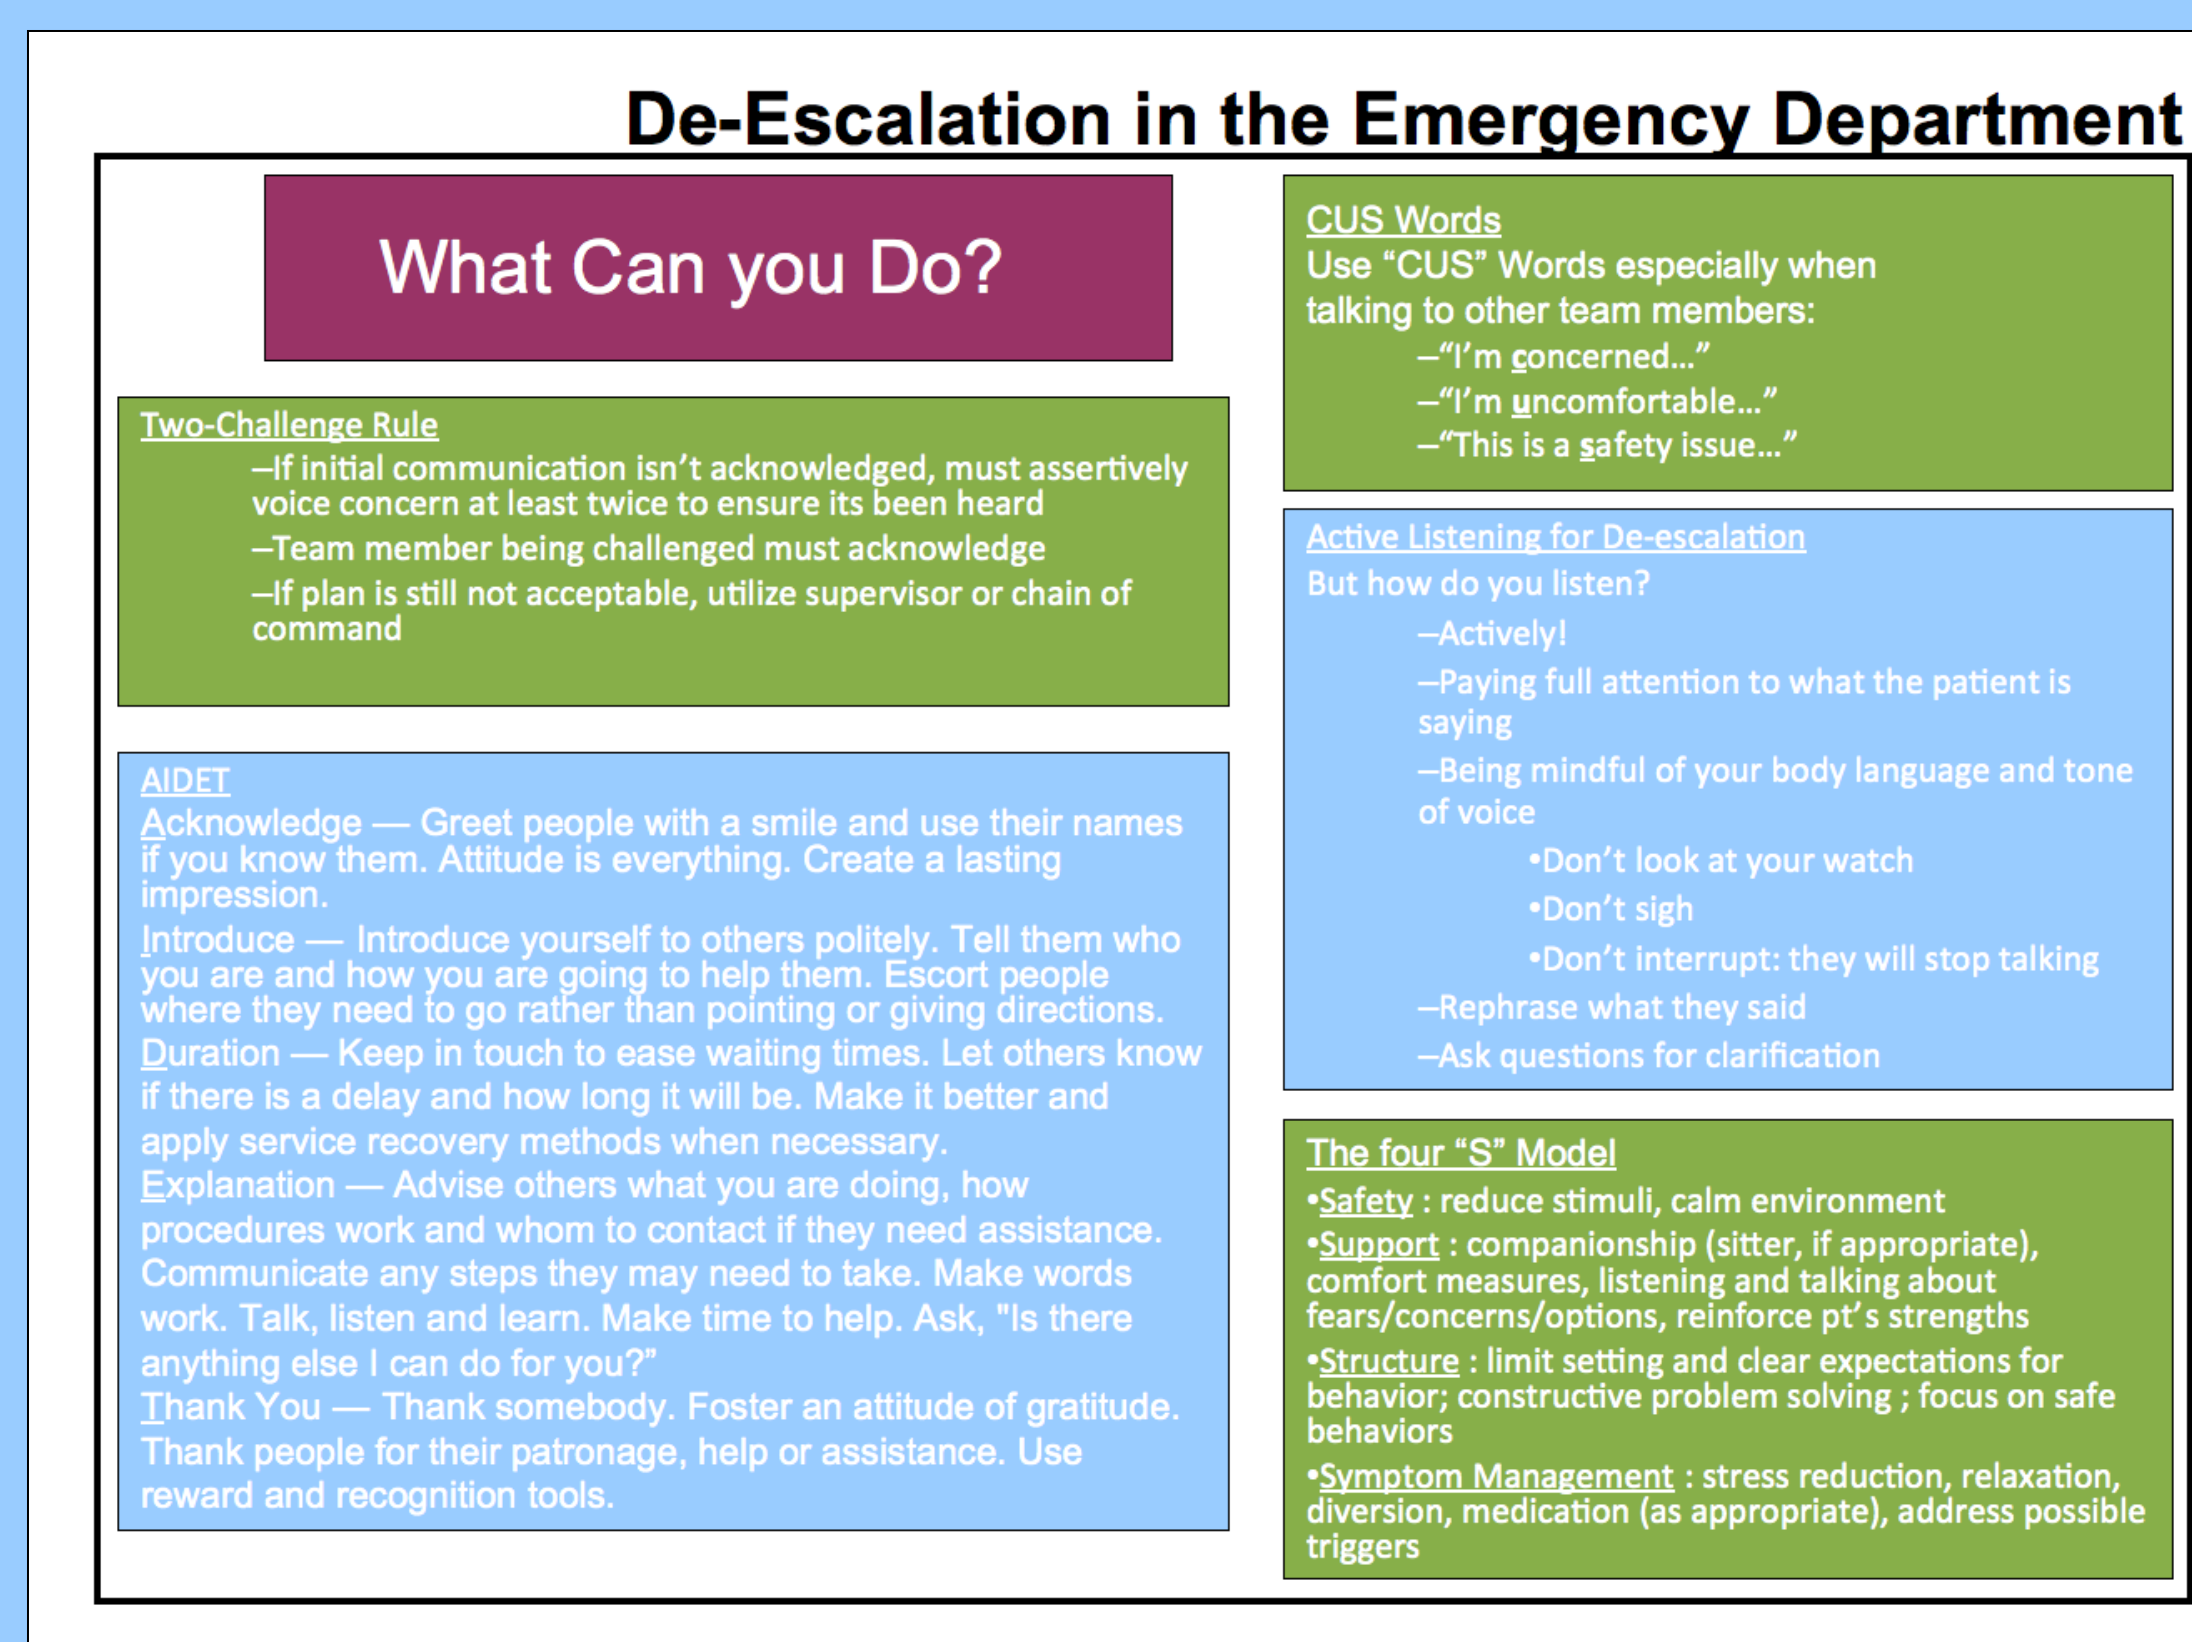 De-Escalation in the Emergency Department
What Can you Do?
Two-Challenge Rule
–If initial communication isn’t acknowledged, must assertively
voice concern at least twice to ensure its been heard
–Team member being challenged must acknowledge
–If plan is still not acceptable, utilize supervisor or chain of
command
AIDET
Acknowledge — Greet people with a smile and use their names
if you know them. Attitude is everything. Create a lasting
impression.
Introduce — Introduce yourself to others politely. Tell them who
you are and how you are going to help them. Escort people
where they need to go rather than pointing or giving directions.
Duration — Keep in touch to ease waiting times. Let others know
if there is a delay and how long it will be. Make it better and
apply service recovery methods when necessary.
Explanation — Advise others what you are doing, how
procedures work and whom to contact if they need assistance.
Communicate any steps they may need to take. Make words
work. Talk, listen and learn. Make time to help. Ask, "Is there
anything else I can do for you?”
Thank You — Thank somebody. Foster an attitude of gratitude.
Thank people for their patronage, help or assistance. Use
reward and recognition tools.
CUS Words
Use “CUS” Words especially when
talking to other team members:
–“I’m concerned…”
–“I’m uncomfortable…”
–“This is a safety issue…”
Active Listening for De-escalation
But how do you listen?
–Actively!
–Paying full attention to what the patient is
saying
–Being mindful of your body language and tone
of voice
•Don’t look at your watch
•Don’t sigh
•Don’t interrupt: they will stop talking
–Rephrase what they said
–Ask questions for clarification
The four “S” Model
•Safety : reduce stimuli, calm environment
•Support : companionship (sitter, if appropriate),
comfort measures, listening and talking about
fears/concerns/options, reinforce pt’s strengths
•Structure : limit setting and clear expectations for
behavior; constructive problem solving ; focus on safe
behaviors
•Symptom Management : stress reduction, relaxation,
diversion, medication (as appropriate), address possible
triggers